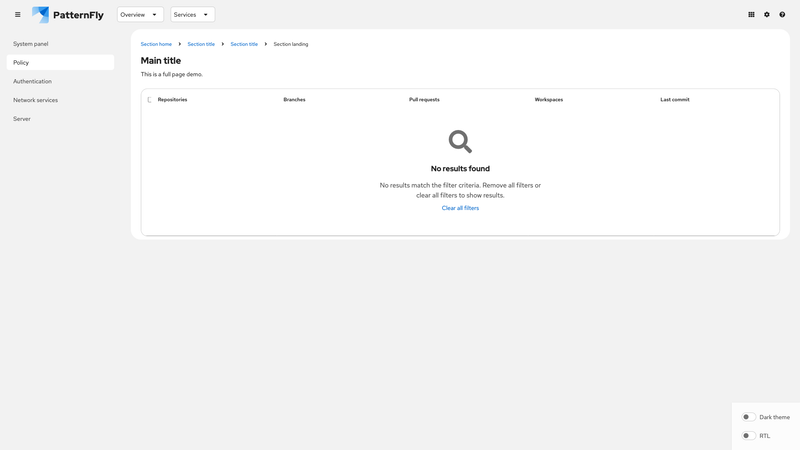 PatternFly
Overview
Services
System panel
Policy
Authentication
Network services
Server
Section home
Section title
Section title
Section landing
Main title
This is a full page demo.
Repositories
Branches
Pull requests
Workspaces
Last commit
No results found
No results match the filter criteria. Remove all filters or
clear all filters to show results.
Clear all filters
Dark theme
RTL